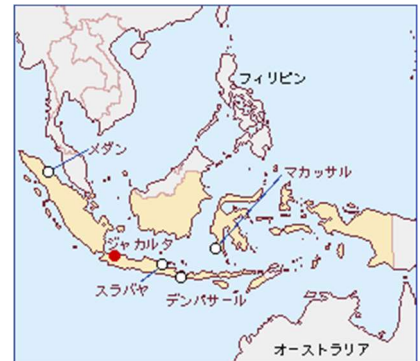 フィリピン
メダン
マカッサル
ジャカルタ
スラバヤ
デンパサール
オーストラリア